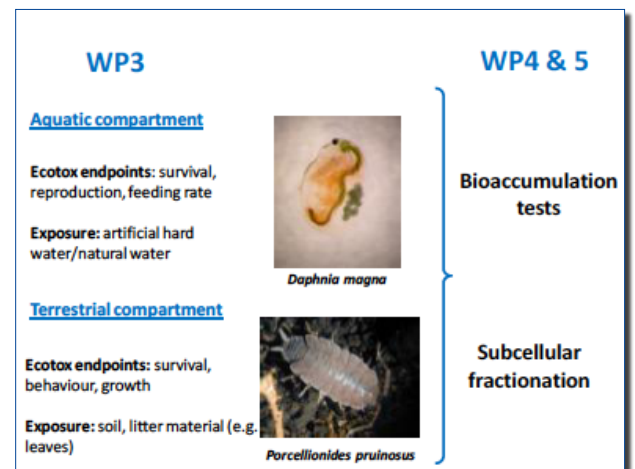 WP3
WP4 & 5
Aquatic compartment
Ecotox endpoints: survival,
reproduction, feeding rate
Exposure: artificial hard
water/natural water
Daphnia magna
Bioaccumulation
tests
Terrestrial compartment
Ecotox endpoints: survival,
behaviour, growth
Exposure: soil, litter material (e.g.
leaves)
Porcellionides pruinosus
Subcellular
fractionation